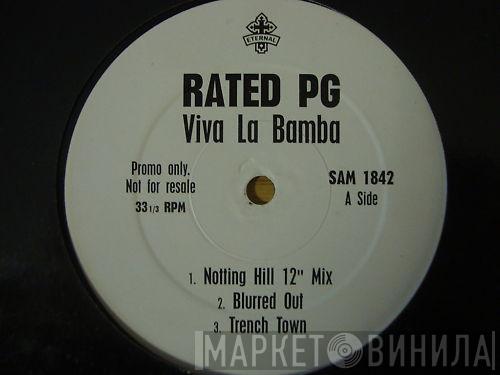 ETERNAL
RATED PG
Viva La Bamba
Promo only.
Not for resale
33 1/3 RPM
SAM 1842
A Side
1. Notting Hill 12" Mix
2. Blurred Out
3. Trench Town
МАРКЕТ ВИНИЛА